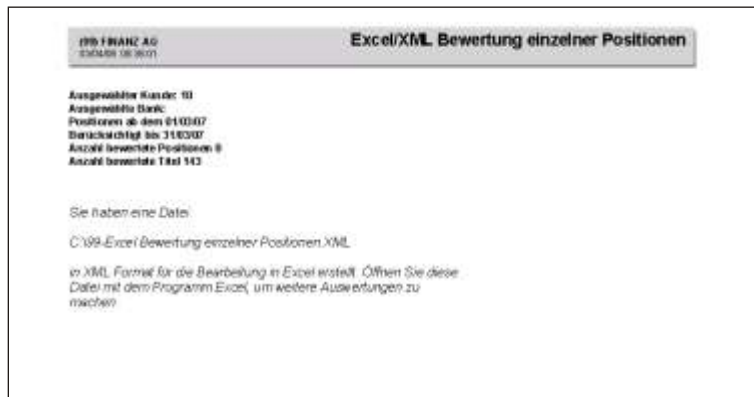 FINANZ AG
Excel/XML Bewertung einzelner Positionen
Ausgewählter Kunde: 10
Ausgewählte Bank:
Positionen ab dem 01/03/07
Berücksichtigt bis 31/03/07
Anzahl bewertete Positionen
Anzahl bewertete Titel 143
Sie haben eine Datei:
C:\99-Excel Bewertung einzelner Positionen.XML
in XML Format für die Bearbeitung in Excel erstellt. Öffnen Sie diese
Datei mit dem Programm Excel, um weitere Auswertungen zu
machen